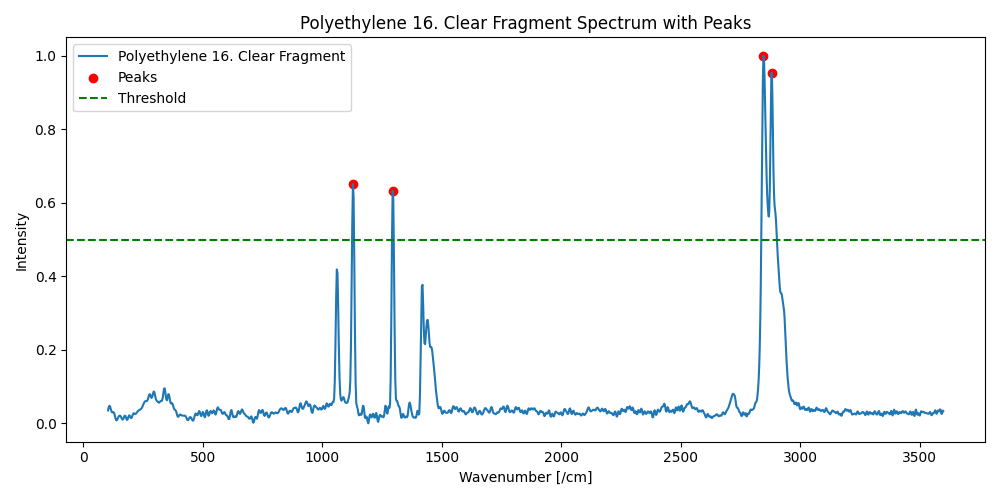 Polyethylene 16. Clear Fragment Spectrum with Peaks
Polyethylene 16. Clear Fragment
Peaks
Threshold
Intensity
1.0
0.8
0.6
0.4
0.2
0.0
0 500 1000 1500 2000 2500 3000 3500
Wavenumber [/cm]